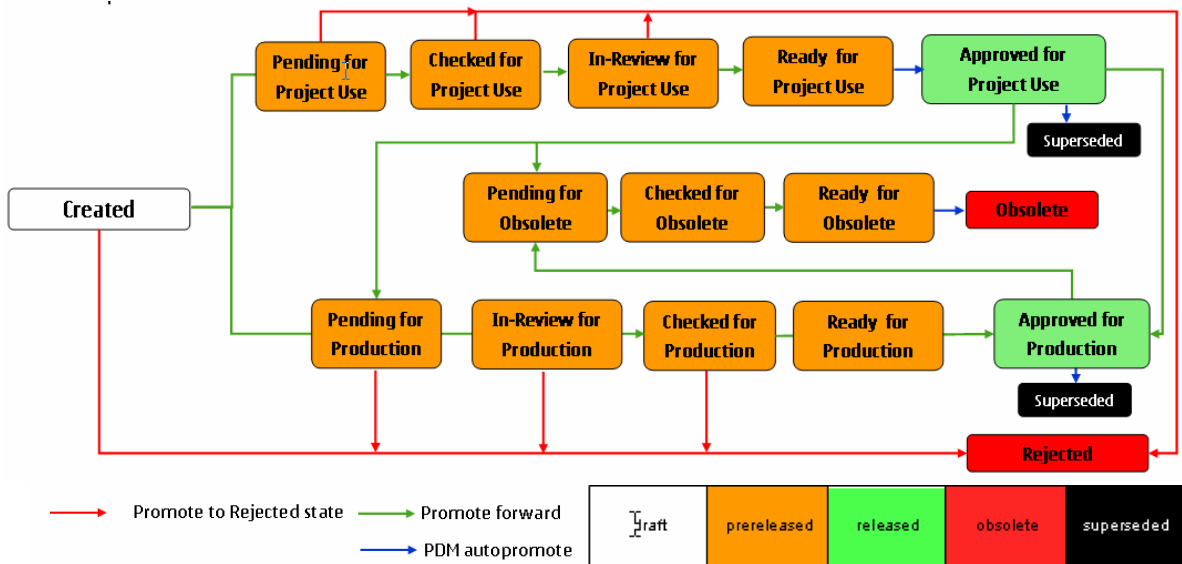 Pending for
Project Use
Checked for
Project Use
In-Review for
Project Use
Ready for
Project Use
Approved for
Project Use
Superseded
Created
Pending for
Obsolete
Checked for
Obsolete
Ready for
Obsolete
Obsolete
Pending for
Production
In-Review for
Production
Checked for
Production
Ready for
Production
Approved for
Production
Superseded
Rejected
Promote to Rejected state
Promote forward
PDM autopromote
prereleased
released
obsolete
superseded